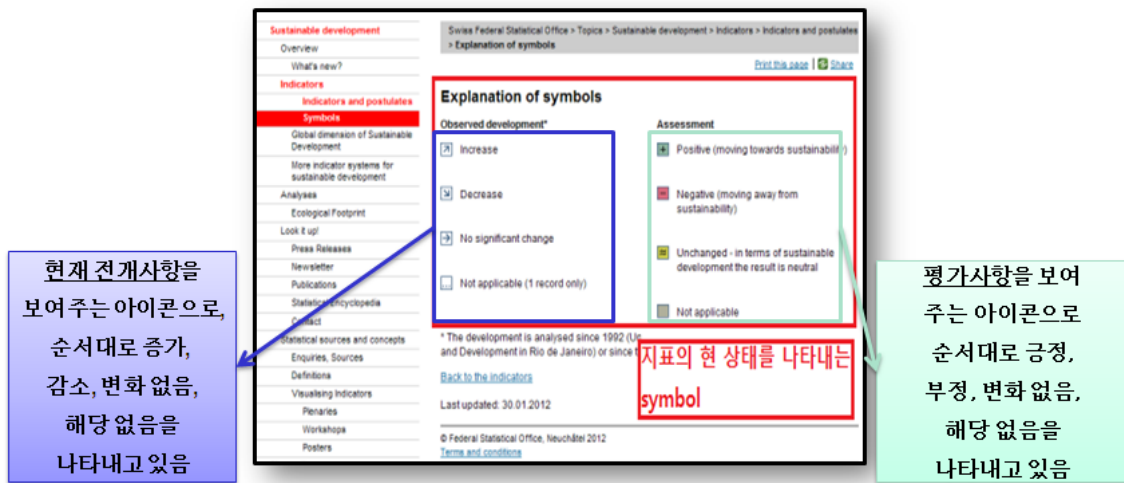 Sustainable development
Overview
What's new?
Indicators
Indicators and postulates
Symbols
Global dimension of Sustainable
Development
More indicator systems for
sustainable development
Analyses
Ecological Footprint
Look it up!
Press Releases
Newsletter
Publications
Statistical Encyclopedia
Contact
Statistical sources and concepts
Enquiries, Sources
Definitions
Visualising Indicators
Plenaries
Workshops
Posters
Swiss Federal Statistical Office > Topics > Sustainable development > Indicators > Indicators and postulates
> Explanation of symbols
Print this page | Share
Explanation of symbols
Observed development*
Increase
Decrease
No significant change
Not applicable (1 record only)
Assessment
Positive (moving towards sustainability)
Negative (moving away from
sustainability)
Unchanged - in terms of sustainable
development the result is neutral
Not applicable
* The development is analysed since 1992
and Development in Rio de Janeiro) or since
Back to the indicators
Last updated: 30.01.2012
© Federal Statistical Office, Neuchâtel 2012
Terms and conditions
지표의 현 상태를 나타내는
symbol
현재 전개사항을
보여주는 아이콘으로,
순서대로 증가,
감소, 변화 없음,
해당 없음을
나타내고 있음
평가사항을 보여
주는 아이콘으로
순서대로 긍정,
부정, 변화 없음,
해당 없음을
나타내고 있음